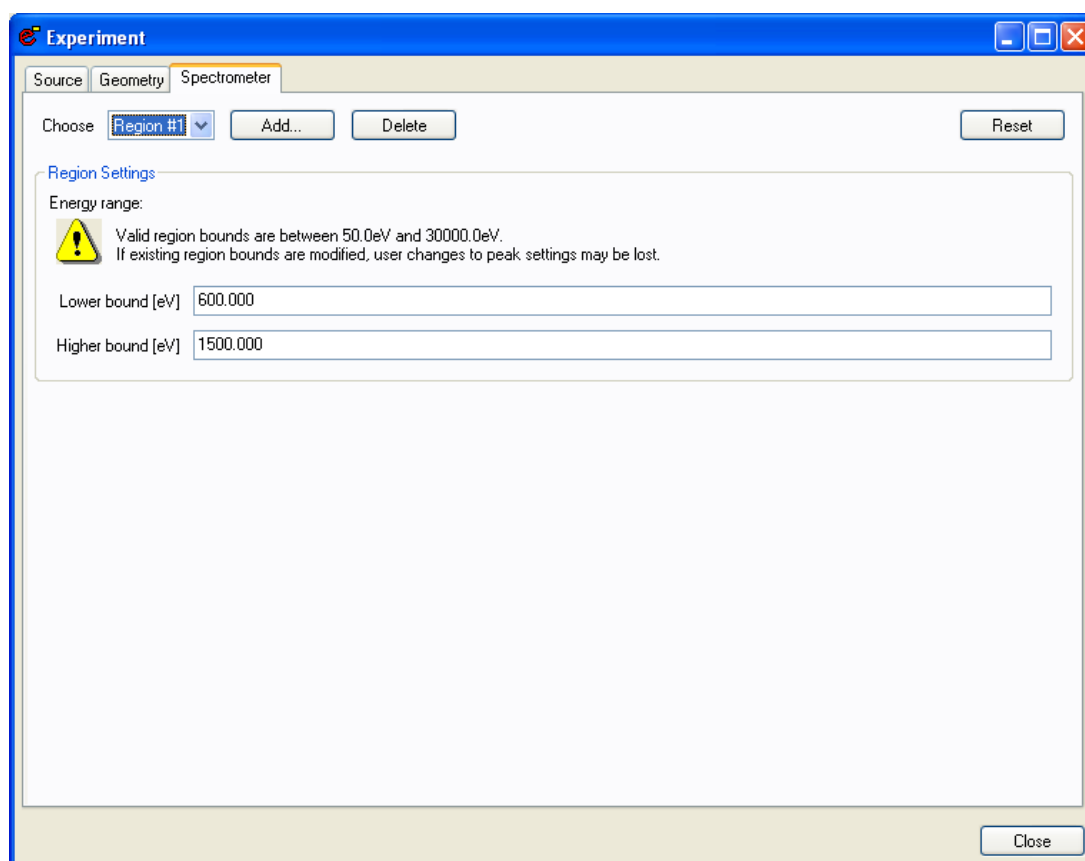 Experiment
Source Geometry Spectrometer
Choose Region #1 Add... Delete Reset
Region Settings
Energy range:
Valid region bounds are between 50.0eV and 30000.0eV.
If existing region bounds are modified, user changes to peak settings may be lost.
Lower bound [eV] 600.000
Higher bound [eV] 1500.000
Close